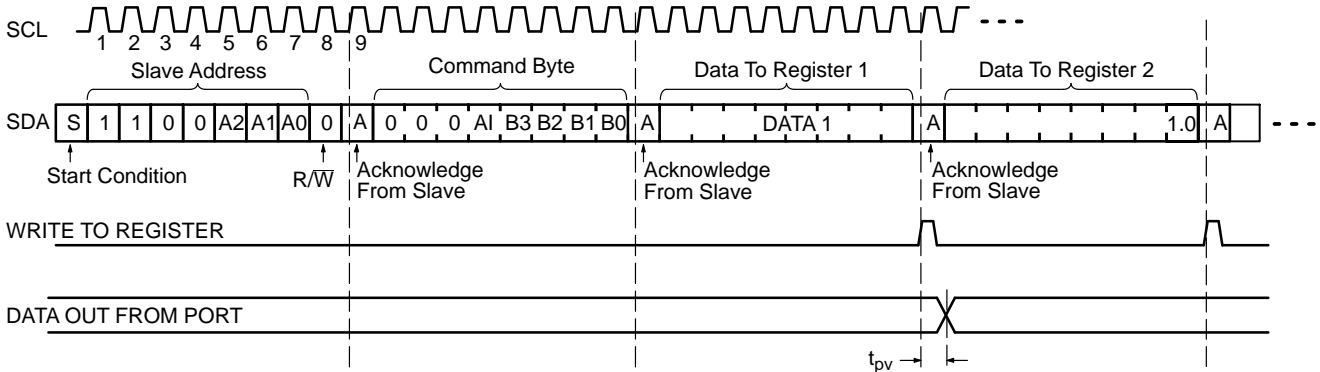 SCL
1 2 3 4 5 6 7 8 9
Slave Address Command Byte Data To Register 1 Data To Register 2
SDA S 1 1 0 0 A2 A1 A0 0 A 0 0 0 AI B3 B2 B1 B0 A DATA 1 A 1.0 A
Start Condition R/W̅ Acknowledge From Slave Acknowledge From Slave Acknowledge From Slave
WRITE TO REGISTER
DATA OUT FROM PORT
tpv